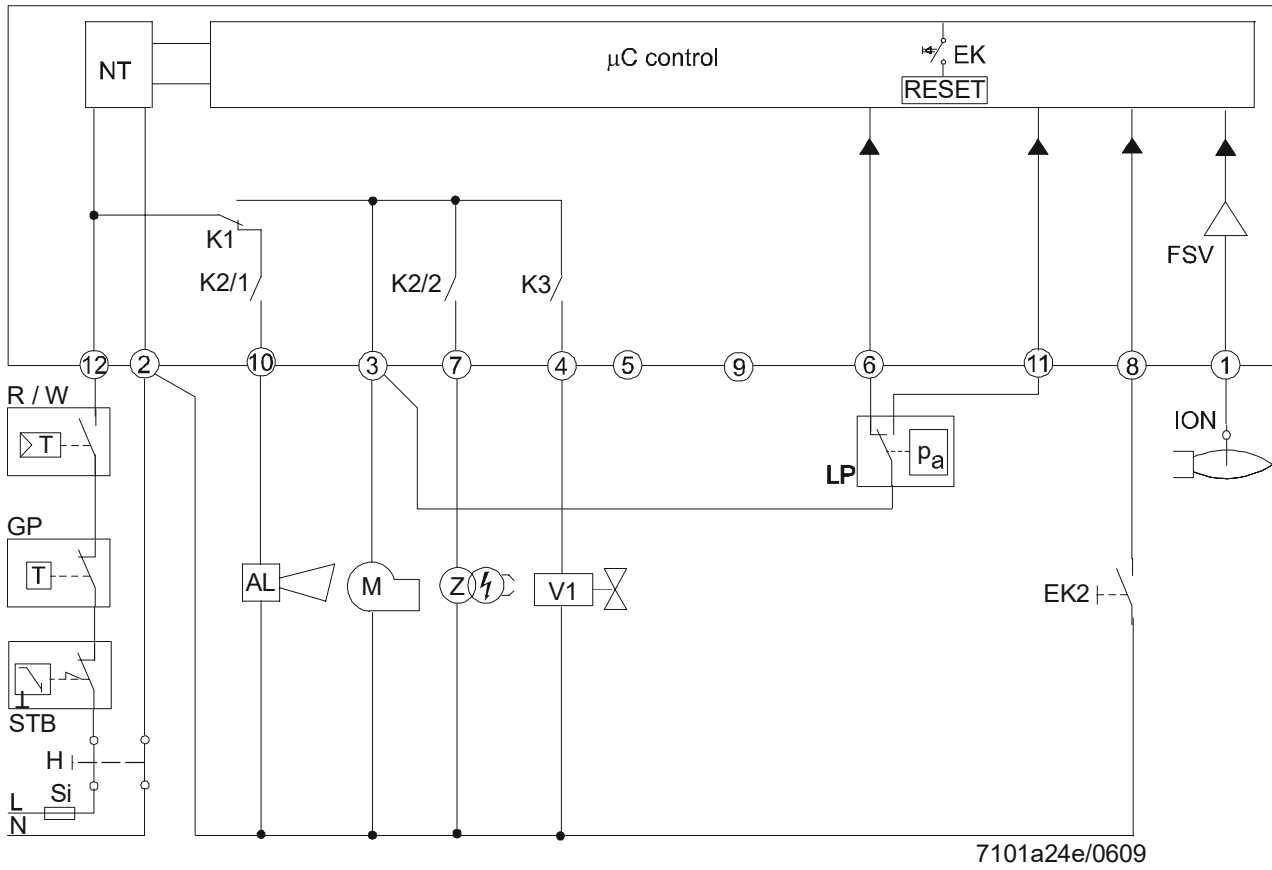 NT
μC control
EK
RESET
FSV
K1
K2/1
K2/2
K3
12
2
10
3
7
4
5
9
6
11
8
1
R / W
T
LP
pa
ION
GP
T
AL
M
Z
V1
EK2
STB
H
Si
L
N
7101a24e/0609